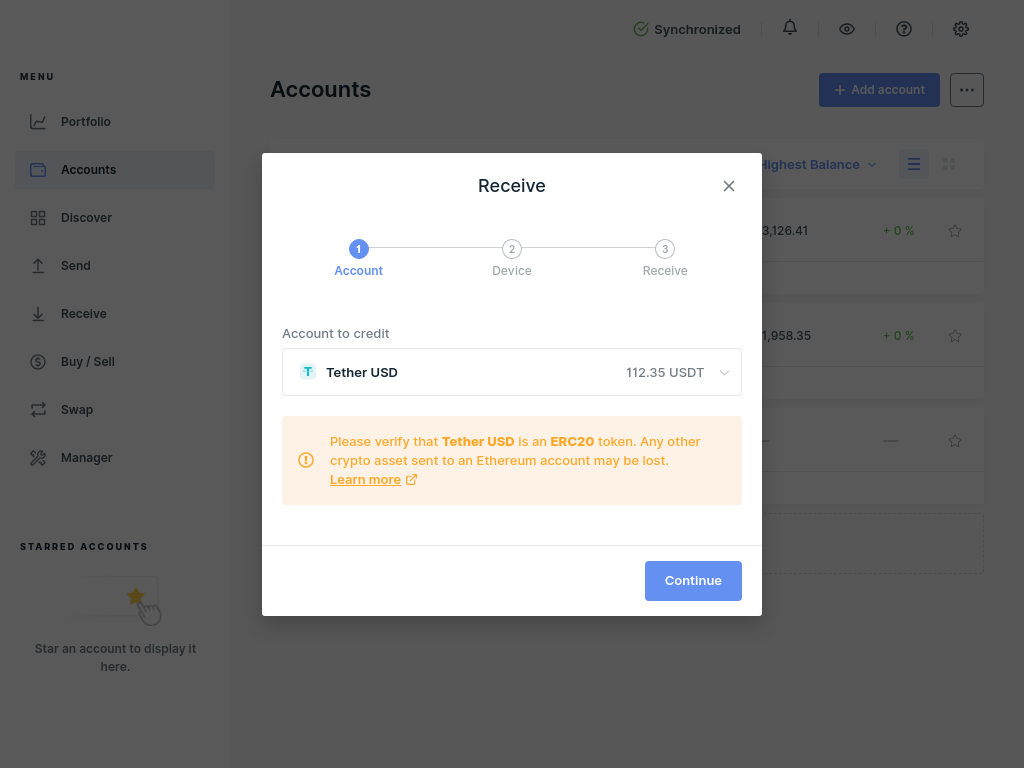 Synchronized
MENU
Accounts
+ Add account
Portfolio
Accounts
Highest Balance
Receive
Discover
3,126.41
+ 0 %
1
2
3
Send
Account
Device
Receive
Receive
Account to credit
1,958.35
+ 0 %
Buy / Sell
Tether USD
112.35 USDT
Swap
Please verify that Tether USD is an ERC20 token. Any other
crypto asset sent to an Ethereum account may be lost.
Learn more
Manager
STARRED ACCOUNTS
Continue
Star an account to display it
here.